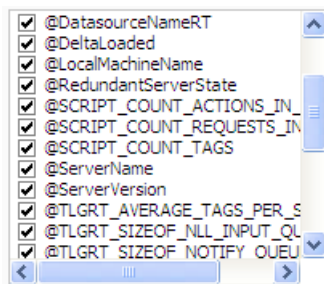 @DatasourceNameRT
@DeltaLoaded
@LocalMachineName
@RedundantServerState
@SCRIPT_COUNT_ACTIONS_IN_
@SCRIPT_COUNT_REQUESTS_IN
@SCRIPT_COUNT_TAGS
@ServerName
@ServerVersion
@TLGRT_AVERAGE_TAGS_PER_S
@TLGRT_SIZEOF_NLL_INPUT_QU
@TLGRT_SIZEOF_NOTIFY_QUEU